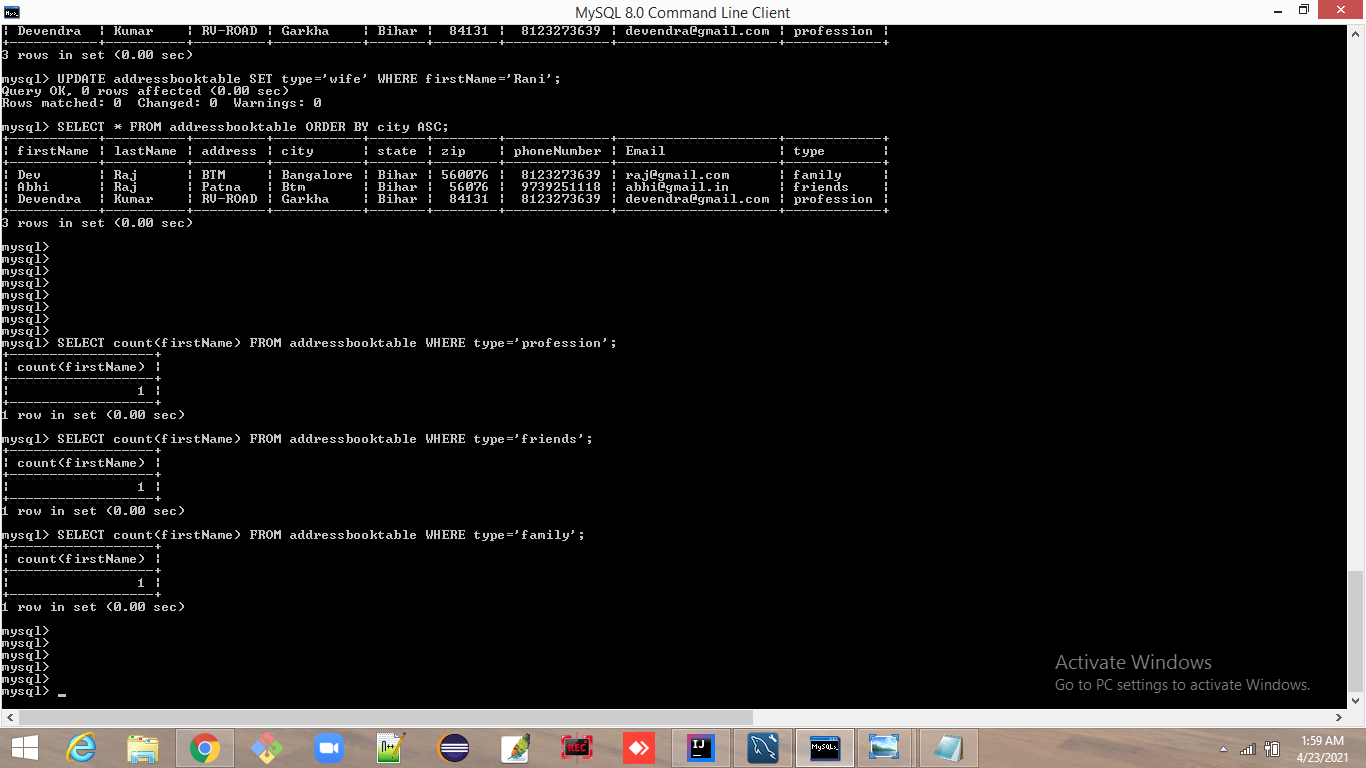 MySQL 8.0 Command Line Client
| Devendra | Kumar | RV-ROAD | Garkha | Bihar | 84131 | 8123273639 | devendra@gmail.com | profession |
3 rows in set (0.00 sec)
mysql> UPDATE addressbooktable SET type='wife' WHERE firstName='Rani';
Query OK, 0 rows affected (0.00 sec)
Rows matched: 0  Changed: 0  Warnings: 0
mysql> SELECT * FROM addressbooktable ORDER BY city ASC;
| firstName | lastName | address | city | state | zip | phoneNumber | Email | type |
| Dev | Raj | BTM | Bangalore | Bihar | 560076 | 8123273639 | raj@gmail.com | family |
| Abhi | Raj | Patna | Btm | Bihar | 56076 | 9739251118 | abhi@gmail.in | friends |
| Devendra | Kumar | RV-ROAD | Garkha | Bihar | 84131 | 8123273639 | devendra@gmail.com | profession |
3 rows in set (0.00 sec)
mysql>
mysql>
mysql>
mysql>
mysql>
mysql>
mysql>
mysql>
mysql> SELECT count(firstName) FROM addressbooktable WHERE type='profession';
| count(firstName) |
| 1 |
1 row in set (0.00 sec)
mysql> SELECT count(firstName) FROM addressbooktable WHERE type='friends';
| count(firstName) |
| 1 |
1 row in set (0.00 sec)
mysql> SELECT count(firstName) FROM addressbooktable WHERE type='family';
| count(firstName) |
| 1 |
1 row in set (0.00 sec)
mysql>
mysql>
mysql>
mysql>
mysql>
mysql> _
Activate Windows
Go to PC settings to activate Windows.
REC
IJ
MySQL
1:59 AM
4/23/2021